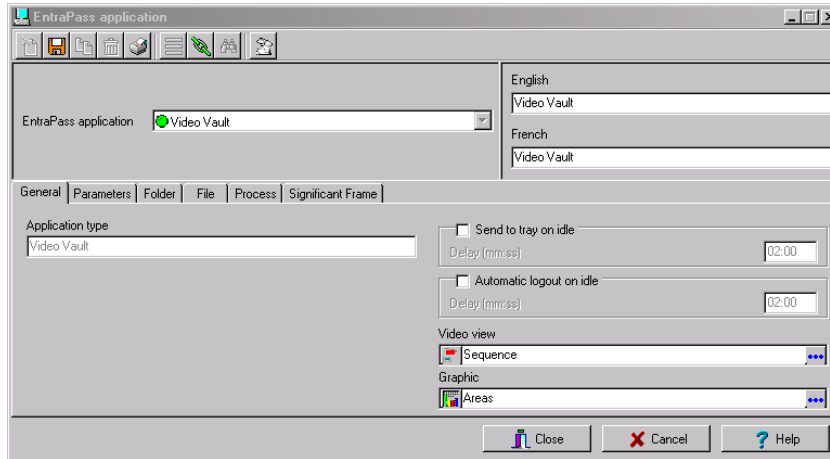 EntraPass application
English
Video Vault
EntraPass application
Video Vault
French
Video Vault
General
Parameters
Folder
File
Process
Significant Frame
Application type
Video Vault
Send to tray on idle
Delay (mm:ss)
02:00
Automatic logout on idle
Delay (mm:ss)
02:00
Video view
Sequence
Graphic
Areas
Close
Cancel
? Help